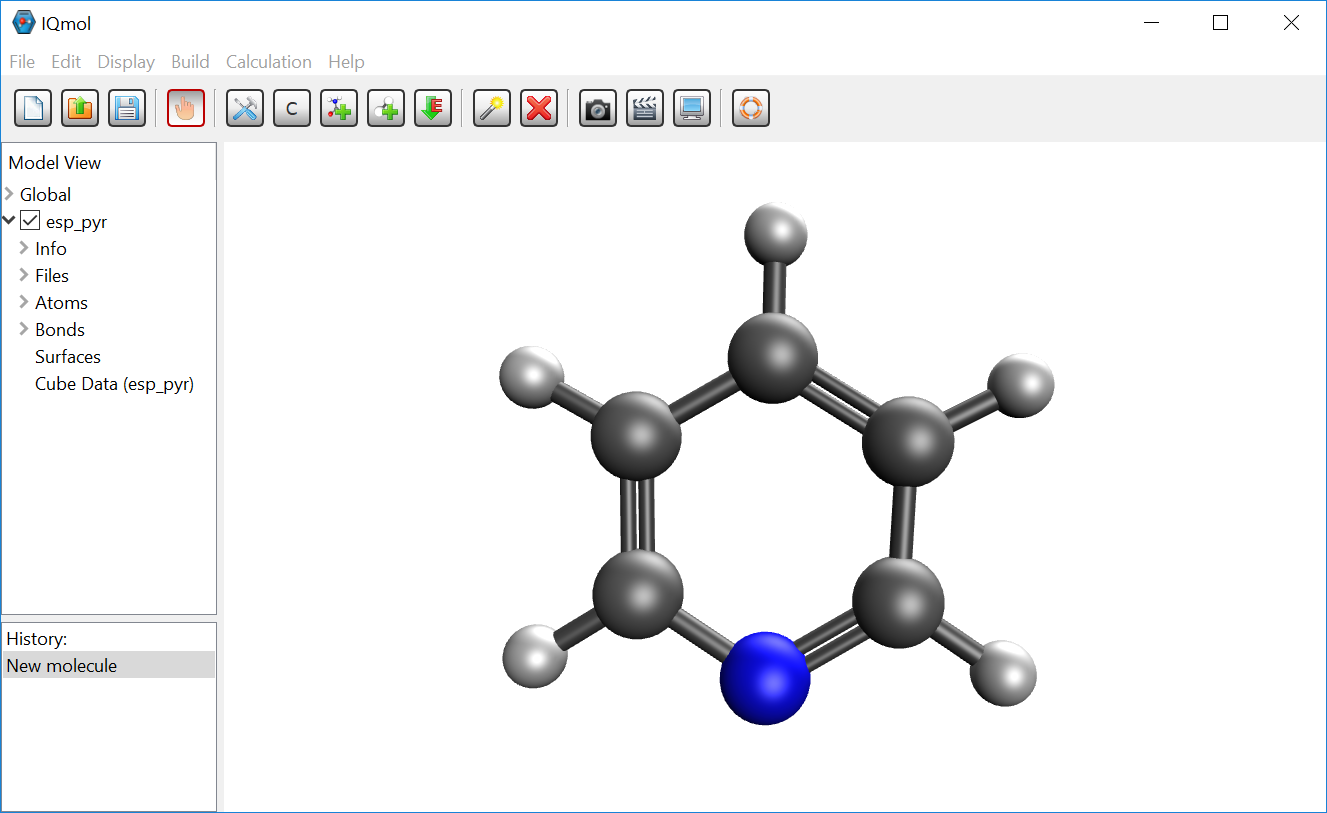 IQmol
File Edit Display Build Calculation Help
C E
Model View
Global
esp_pyr
Info
Files
Atoms
Bonds
Surfaces
Cube Data (esp_pyr)
History:
New molecule